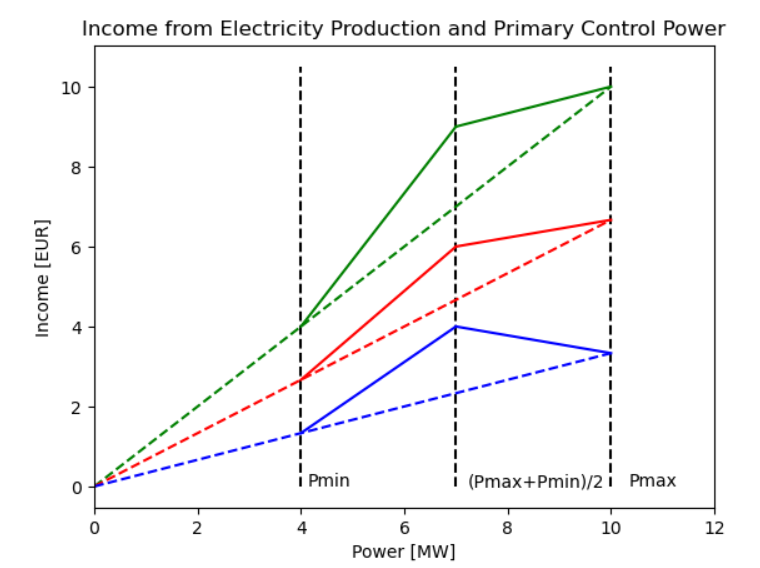 Income from Electricity Production and Primary Control Power
Income [EUR]
10
8
6
4
2
0
Pmin
(Pmax+Pmin)/2
Pmax
0
2
4
6
8
10
12
Power [MW]